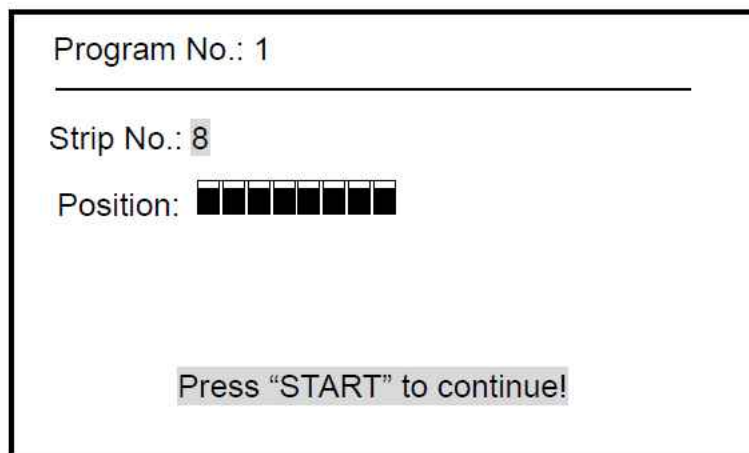 Program No.: 1
Strip No.: 8
Position:
Press “START” to continue!